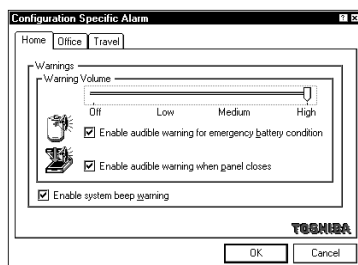 Configuration Specific Alarm
Home Office Travel
Warnings
Warning Volume
Off Low Medium High
Enable audible warning for emergency battery condition
Enable audible warning when panel closes
Enable system beep warning
TOSHIBA
OK Cancel